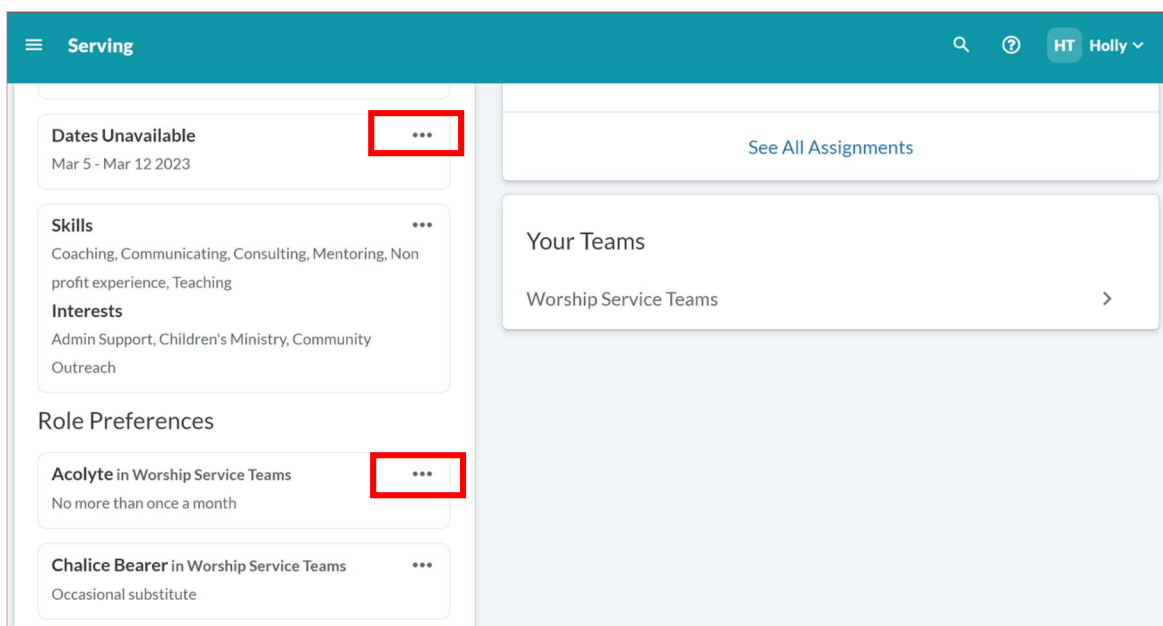 Serving
HT Holly
Dates Unavailable
Mar 5 - Mar 12 2023
Skills
Coaching, Communicating, Consulting, Mentoring, Non
profit experience, Teaching
Interests
Admin Support, Children's Ministry, Community
Outreach
Role Preferences
Acolyte in Worship Service Teams
No more than once a month
Chalice Bearer in Worship Service Teams
Occasional substitute
See All Assignments
Your Teams
Worship Service Teams